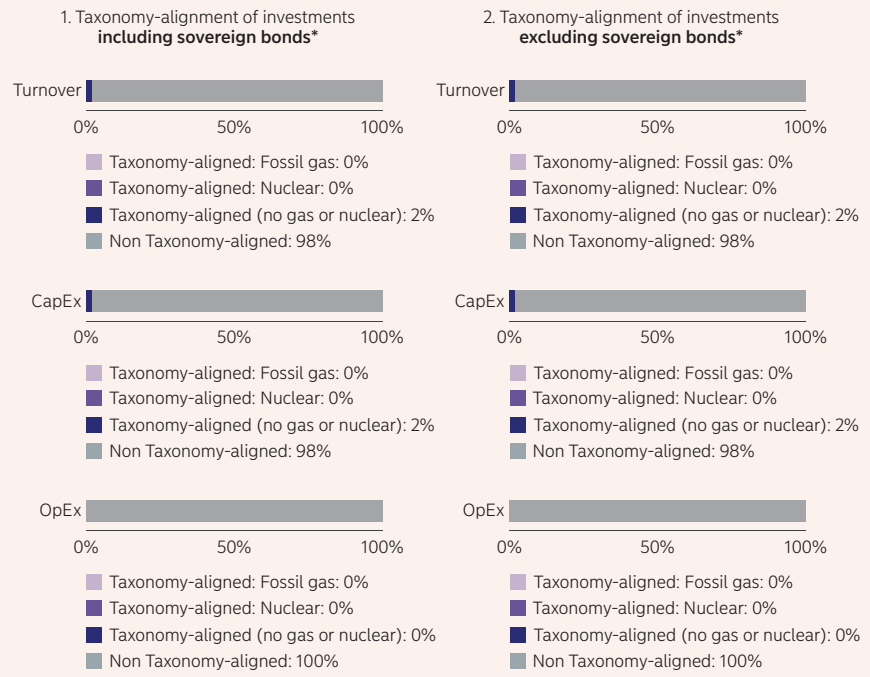 1. Taxonomy-alignment of investments
including sovereign bonds*
Turnover
0% 50% 100%
Taxonomy-aligned: Fossil gas: 0%
Taxonomy-aligned: Nuclear: 0%
Taxonomy-aligned (no gas or nuclear): 2%
Non Taxonomy-aligned: 98%
CapEx
0% 50% 100%
Taxonomy-aligned: Fossil gas: 0%
Taxonomy-aligned: Nuclear: 0%
Taxonomy-aligned (no gas or nuclear): 2%
Non Taxonomy-aligned: 98%
OpEx
0% 50% 100%
Taxonomy-aligned: Fossil gas: 0%
Taxonomy-aligned: Nuclear: 0%
Taxonomy-aligned (no gas or nuclear): 0%
Non Taxonomy-aligned: 100%
2. Taxonomy-alignment of investments
excluding sovereign bonds*
Turnover
0% 50% 100%
Taxonomy-aligned: Fossil gas: 0%
Taxonomy-aligned: Nuclear: 0%
Taxonomy-aligned (no gas or nuclear): 2%
Non Taxonomy-aligned: 98%
CapEx
0% 50% 100%
Taxonomy-aligned: Fossil gas: 0%
Taxonomy-aligned: Nuclear: 0%
Taxonomy-aligned (no gas or nuclear): 2%
Non Taxonomy-aligned: 98%
OpEx
0% 50% 100%
Taxonomy-aligned: Fossil gas: 0%
Taxonomy-aligned: Nuclear: 0%
Taxonomy-aligned (no gas or nuclear): 0%
Non Taxonomy-aligned: 100%